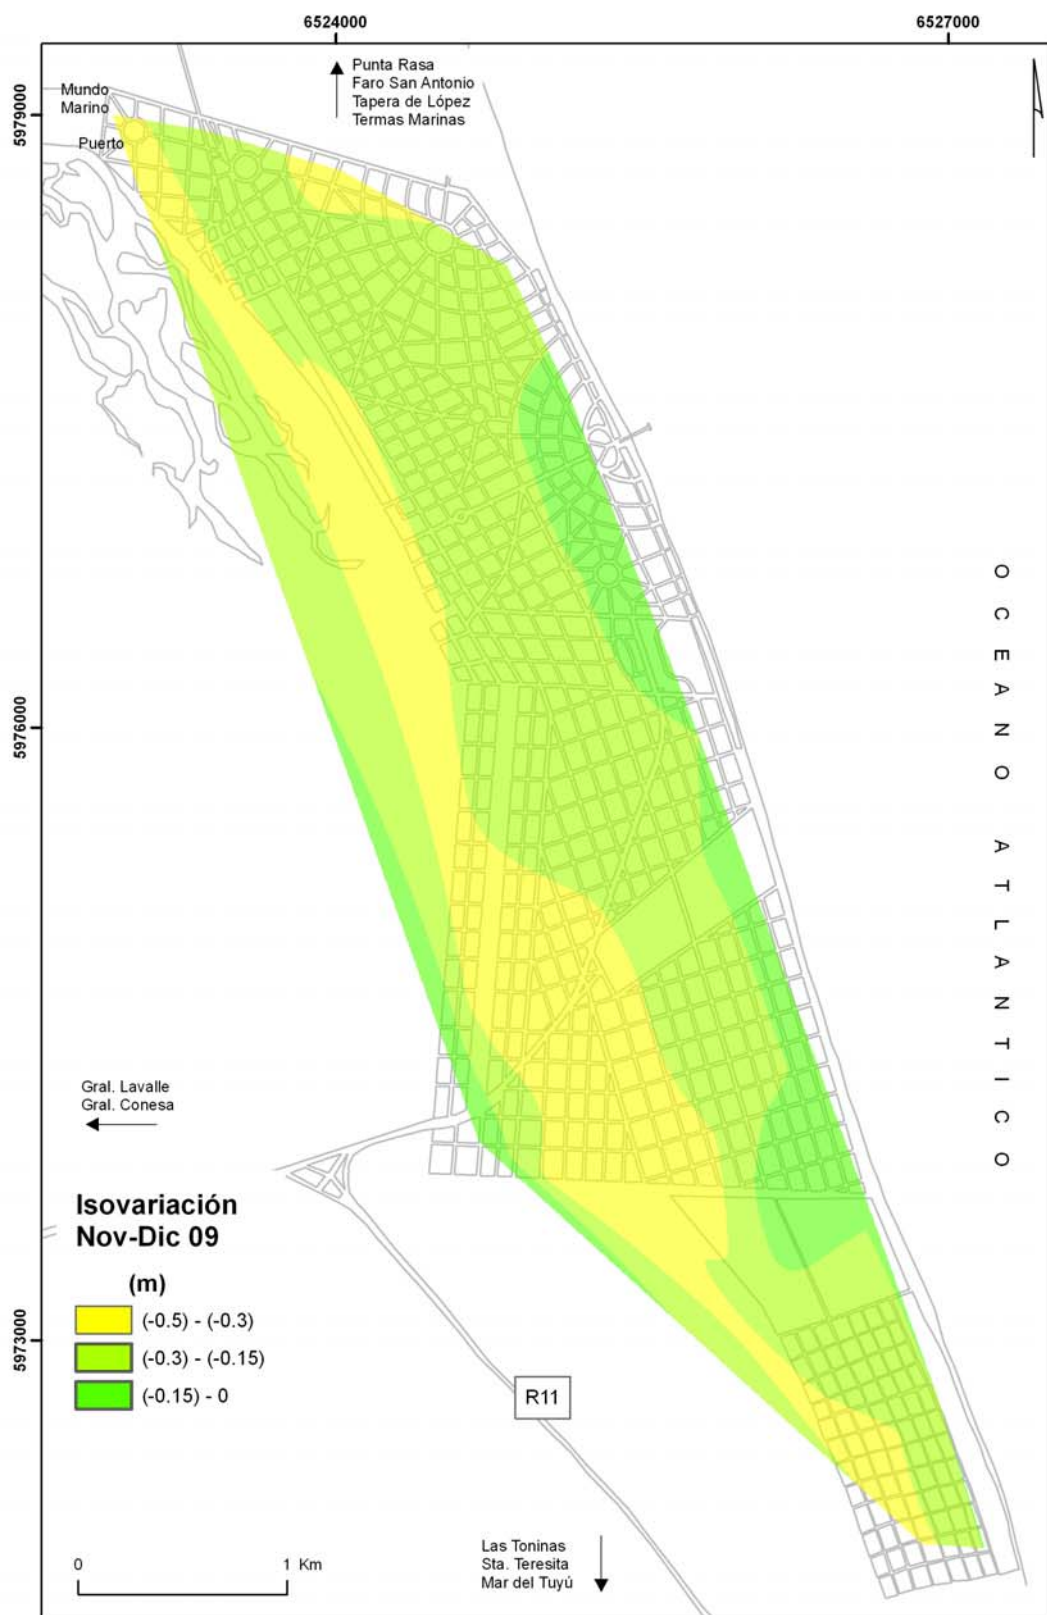 6524000
6527000
Punta Rasa
Faro San Antonio
Tapera de López
Termas Marinas
Mundo
Marino
Puerto
5979000
5976000
OCEANO ATLANTICO
Gral. Lavalle
Gral. Conesa
Isovariación
Nov-Dic 09
(m)
(-0.5) - (-0.3)
(-0.3) - (-0.15)
(-0.15) - 0
5973000
R11
0 1 Km
Las Toninas
Sta. Teresita
Mar del Tuyú